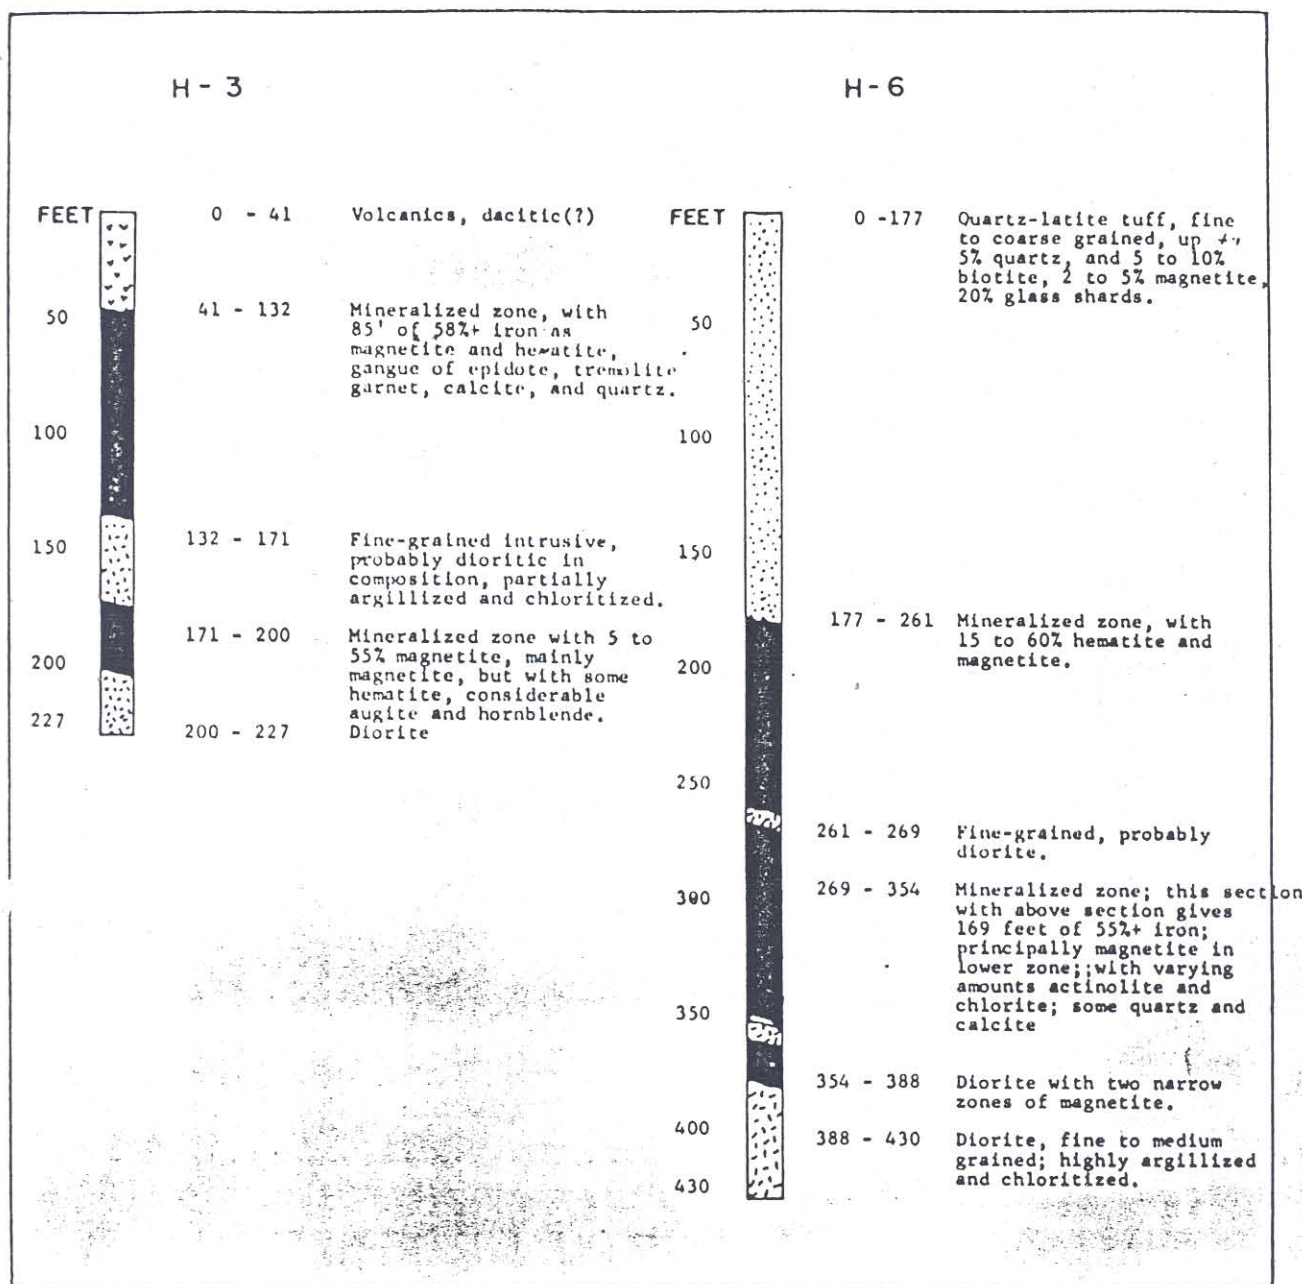 H - 3
FEET
0 - 41 Volcanics, dacitic(?)
50
41 - 132 Mineralized zone, with
85' of 58%+ iron as
magnetite and hematite,
gangue of epidote, tremolite
garnet, calcite, and quartz.
100
150
132 - 171 Fine-grained intrusive,
probably dioritic in
composition, partially
argillized and chloritized.
171 - 200 Mineralized zone with 5 to
55% magnetite, mainly
magnetite, but with some
hematite, considerable
augite and hornblende.
200
227
200 - 227 Diorite
H - 6
FEET
0 -177 Quartz-latite tuff, fine
to coarse grained, up
5% quartz, and 5 to 10%
biotite, 2 to 5% magnetite,
20% glass shards.
50
100
150
177 - 261 Mineralized zone, with
15 to 60% hematite and
magnetite.
200
250
261 - 269 Fine-grained, probably
diorite.
300
269 - 354 Mineralized zone; this section
with above section gives
169 feet of 55%+ iron;
principally magnetite in
lower zone;;with varying
amounts actinolite and
chlorite; some quartz and
calcite
350
354 - 388 Diorite with two narrow
zones of magnetite.
400
388 - 430 Diorite, fine to medium
grained; highly argillized
and chloritized.
430